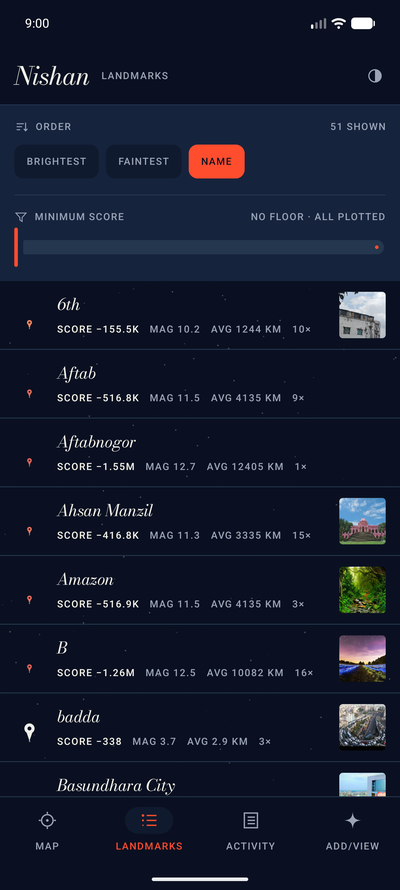 9:00
Nishan LANDMARKS
ORDER 51 SHOWN
BRIGHTEST FAINTEST NAME
MINIMUM SCORE NO FLOOR · ALL PLOTTED
6th
SCORE −155.5K MAG 10.2 AVG 1244 KM 10×
Aftab
SCORE −516.8K MAG 11.5 AVG 4135 KM 9×
Aftabnogor
SCORE −1.55M MAG 12.7 AVG 12405 KM 1×
Ahsan Manzil
SCORE −416.8K MAG 11.3 AVG 3335 KM 15×
Amazon
SCORE −516.9K MAG 11.5 AVG 4135 KM 3×
B
SCORE −1.26M MAG 12.5 AVG 10082 KM 16×
badda
SCORE −338 MAG 3.7 AVG 2.9 KM 3×
Basundhara City
MAP LANDMARKS ACTIVITY ADD/VIEW